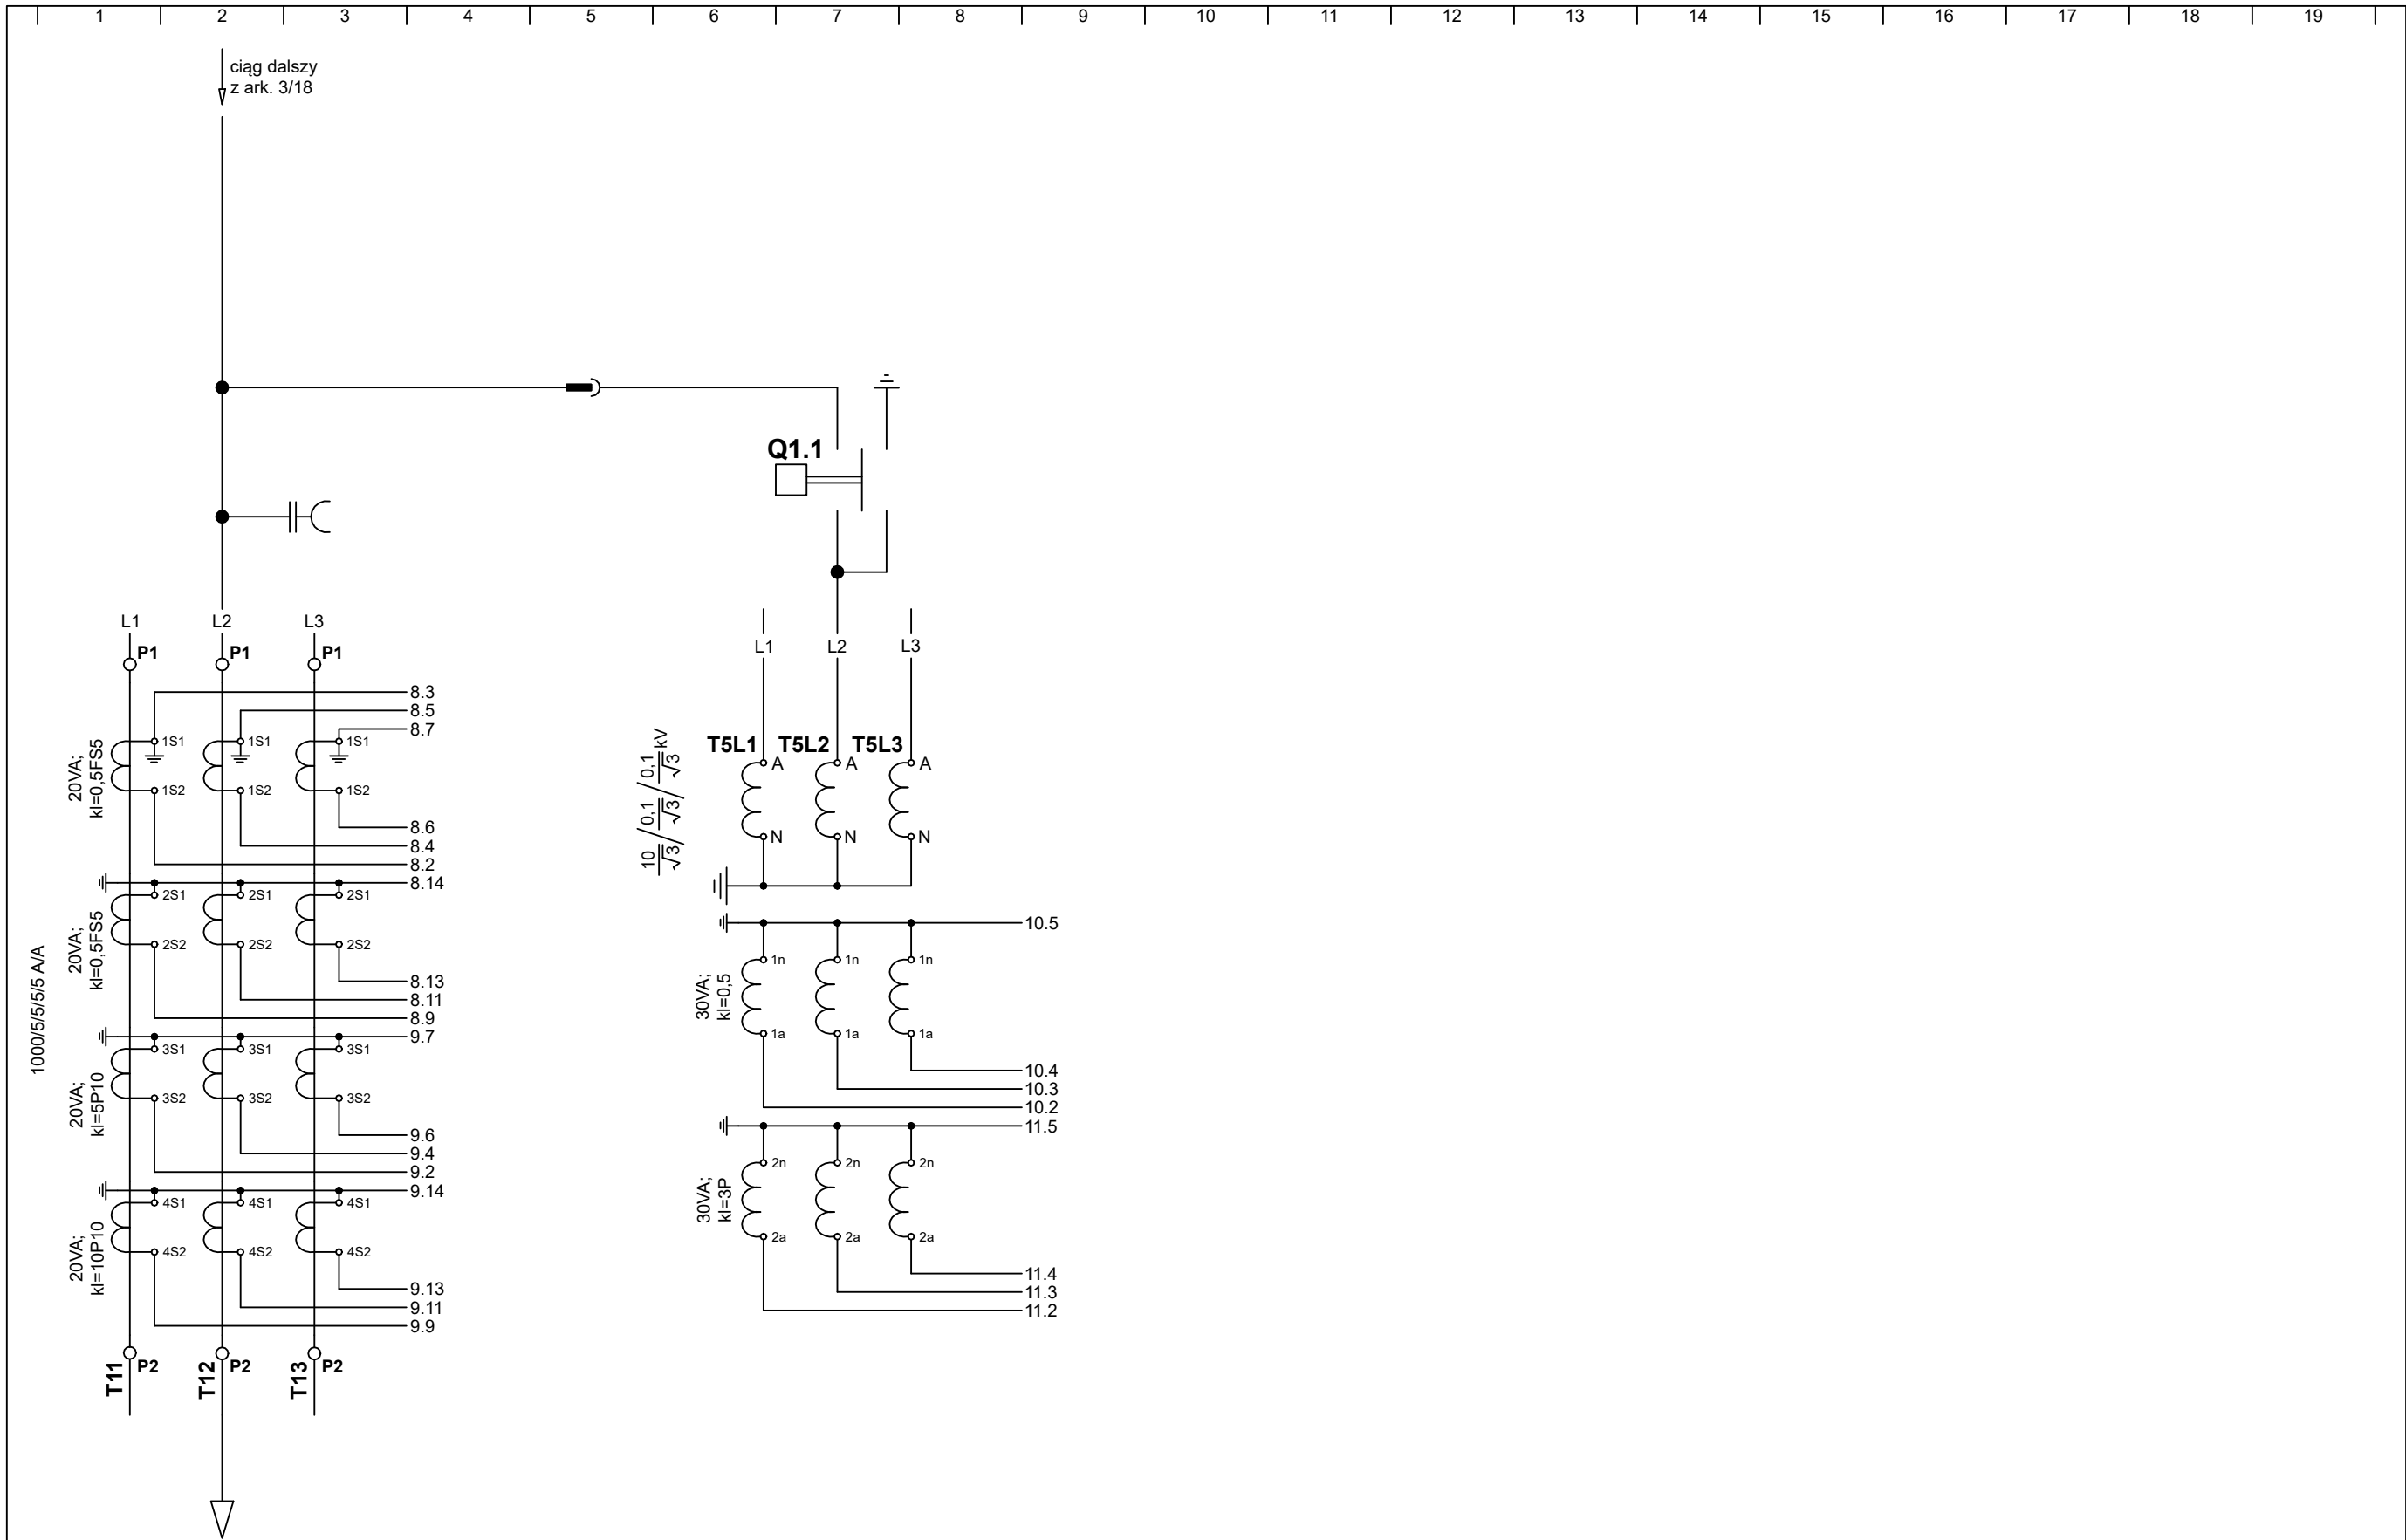 1 2 3 4 5 6 7 8 9 10 11 12 13 14 15 16 17 18 19
ciąg dalszy
z ark. 3/18
Q1.1
L1 L2 L3
P1 P1 P1
L1 L2 L3
8.3
8.5
8.7
1S1 1S1 1S1
20VA;
kl=0,5FS5
1S2 1S2 1S2
8.6
8.4
8.2
8.14
2S1 2S1 2S1
20VA;
kl=0,5FS5
2S2 2S2 2S2
8.13
8.11
8.9
9.7
1000/5/5/5/5 A/A
3S1 3S1 3S1
20VA;
kl=5P10
3S2 3S2 3S2
9.6
9.4
9.2
9.14
4S1 4S1 4S1
20VA;
kl=10P10
4S2 4S2 4S2
9.13
9.11
9.9
T11 P2 T12 P2 T13 P2
10/√3 / 0,1/√3 / 0,1/√3 kV
T5L1 T5L2 T5L3
A A A
N N N
10.5
1n 1n 1n
30VA;
kl=0,5
1a 1a 1a
10.4
10.3
10.2
11.5
2n 2n 2n
30VA;
kl=3P
2a 2a 2a
11.4
11.3
11.2